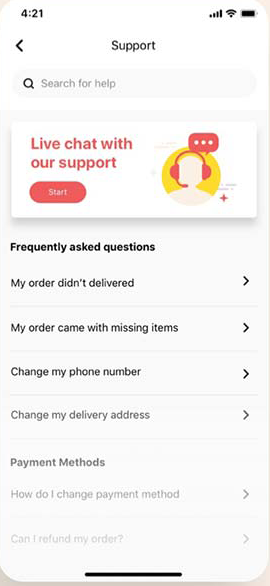 4:21
Support
Search for help
Live chat with
our support
Start
Frequently asked questions
My order didn't delivered
My order came with missing items
Change my phone number
Change my delivery address
Payment Methods
How do I change payment method
Can I refund my order?